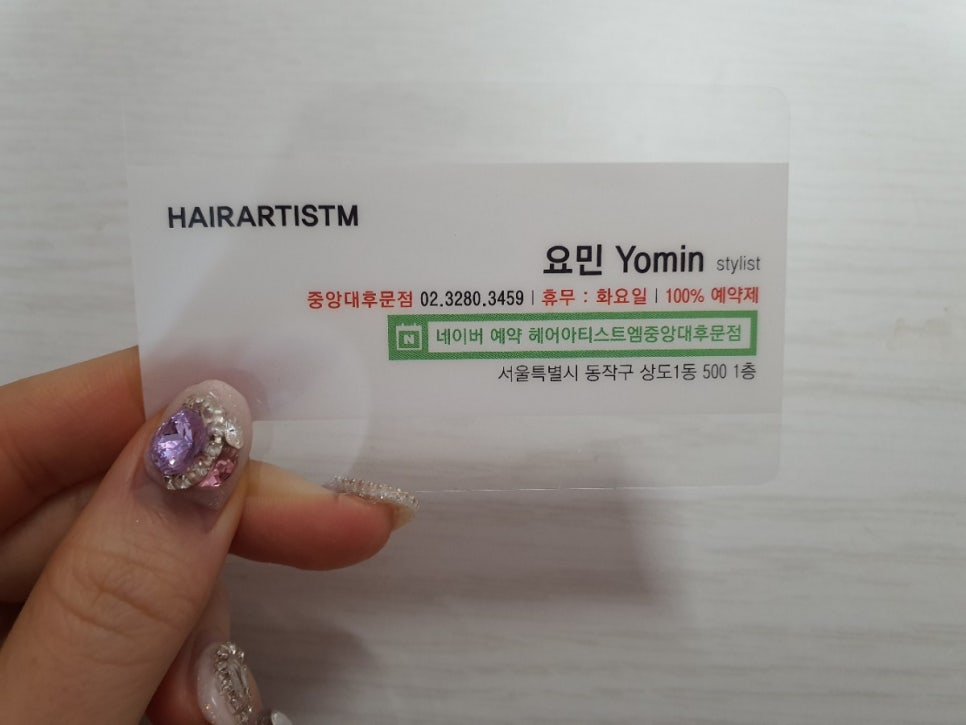 HAIRARTISTM
요민 Yomin stylist
중앙대후문점 02.3280.3459 | 휴무 : 화요일 | 100% 예약제
N 네이버 예약 헤어아티스트엠중앙대후문점
서울특별시 동작구 상도1동 500 1층